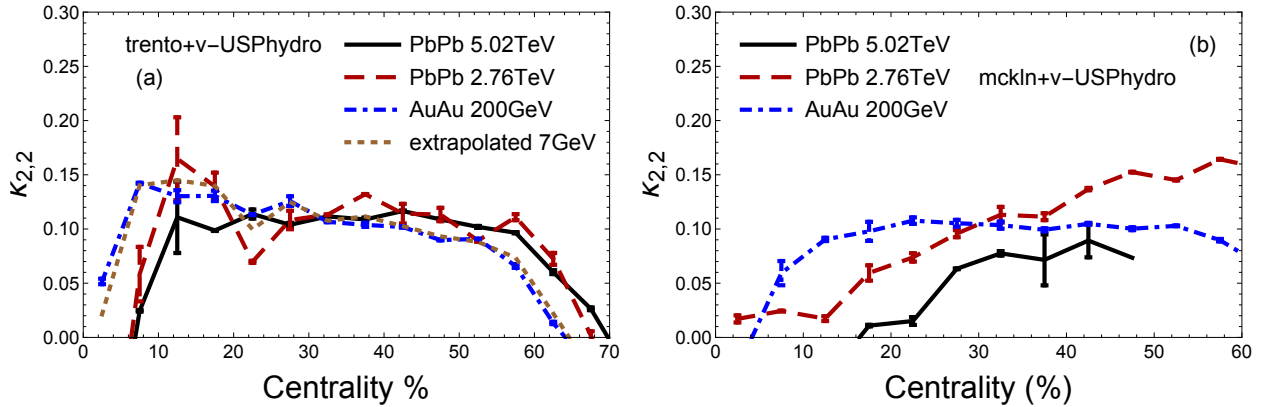 0.30
0.25
0.20
0.15
0.10
0.05
0.00
κ2,2
trento+v−USPhydro
(a)
PbPb 5.02TeV
PbPb 2.76TeV
AuAu 200GeV
extrapolated 7GeV
0 10 20 30 40 50 60 70
Centrality %
0.30
0.25
0.20
0.15
0.10
0.05
0.00
κ2,2
PbPb 5.02TeV
PbPb 2.76TeV
AuAu 200GeV
(b)
mckln+v−USPhydro
0 10 20 30 40 50 60
Centrality (%)